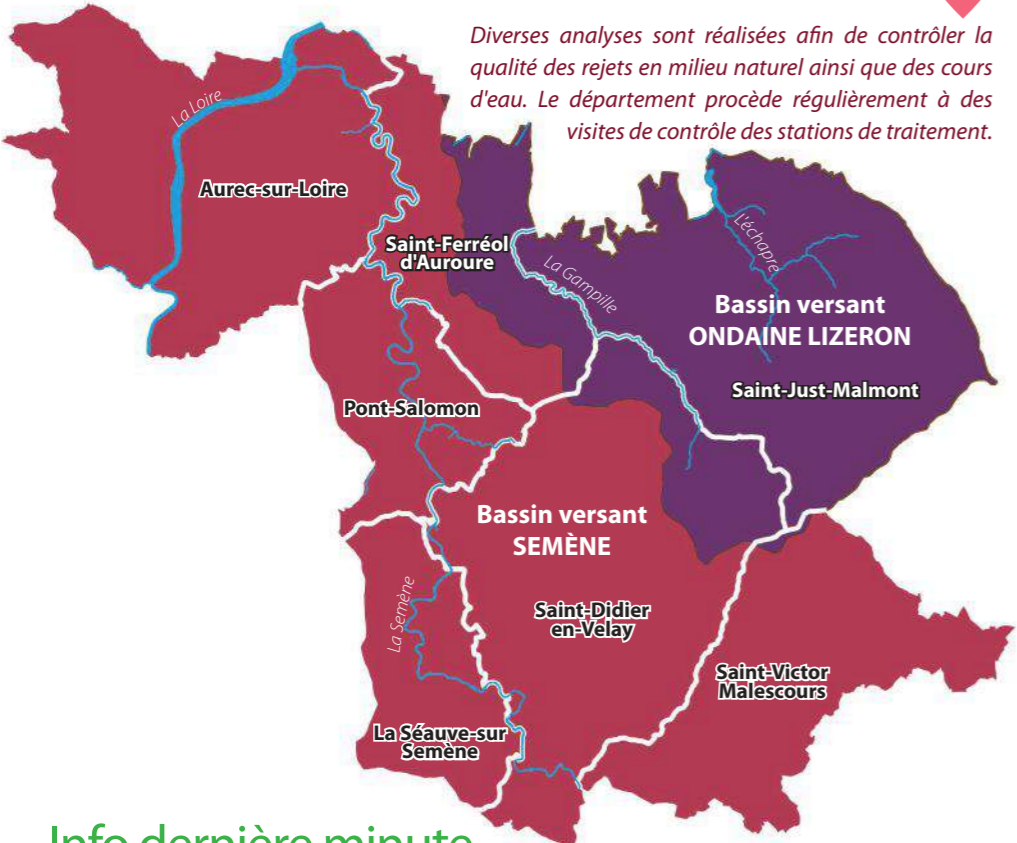 Diverses analyses sont réalisées afin de contrôler la
qualité des rejets en milieu naturel ainsi que des cours
d'eau. Le département procède régulièrement à des
visites de contrôle des stations de traitement.
La Loire
Aurec-sur-Loire
Saint-Ferréol
d'Auroure
La Gampille
L'échapre
Bassin versant
ONDAINE LIZERON
Saint-Just-Malmont
Pont-Salomon
Bassin versant
SEMÈNE
La Semène
Saint-Didier
en-Velay
Saint-Victor
Malescours
La Séauve-sur
Semène
Info dernière minute